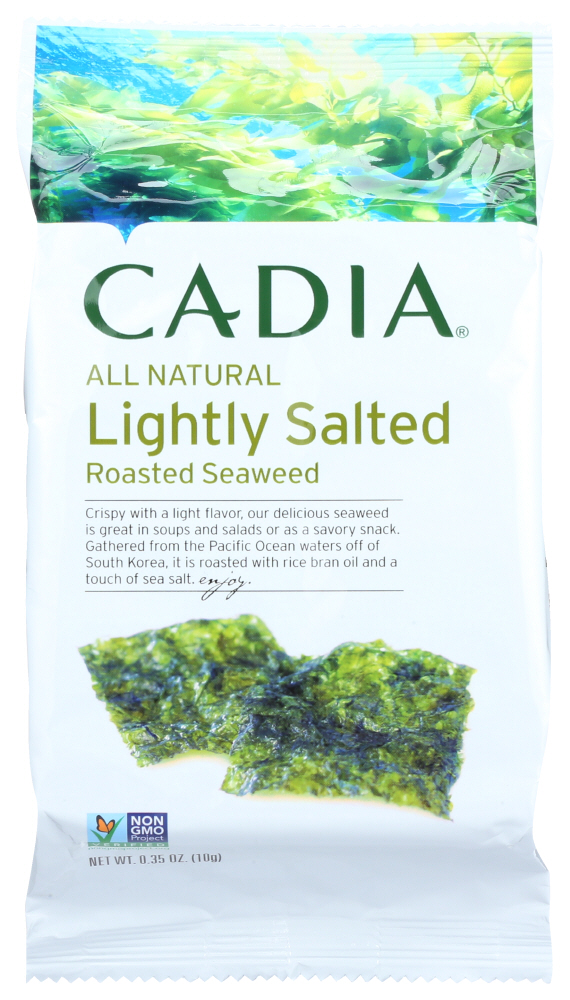 CADIA®
ALL NATURAL
Lightly Salted
Roasted Seaweed
Crispy with a light flavor, our delicious seaweed
is great in soups and salads or as a savory snack.
Gathered from the Pacific Ocean waters off of
South Korea, it is roasted with rice bran oil and a
touch of sea salt. enjoy.
NON
GMO
Project
VERIFIED
NET WT. 0.35 OZ. (10g)